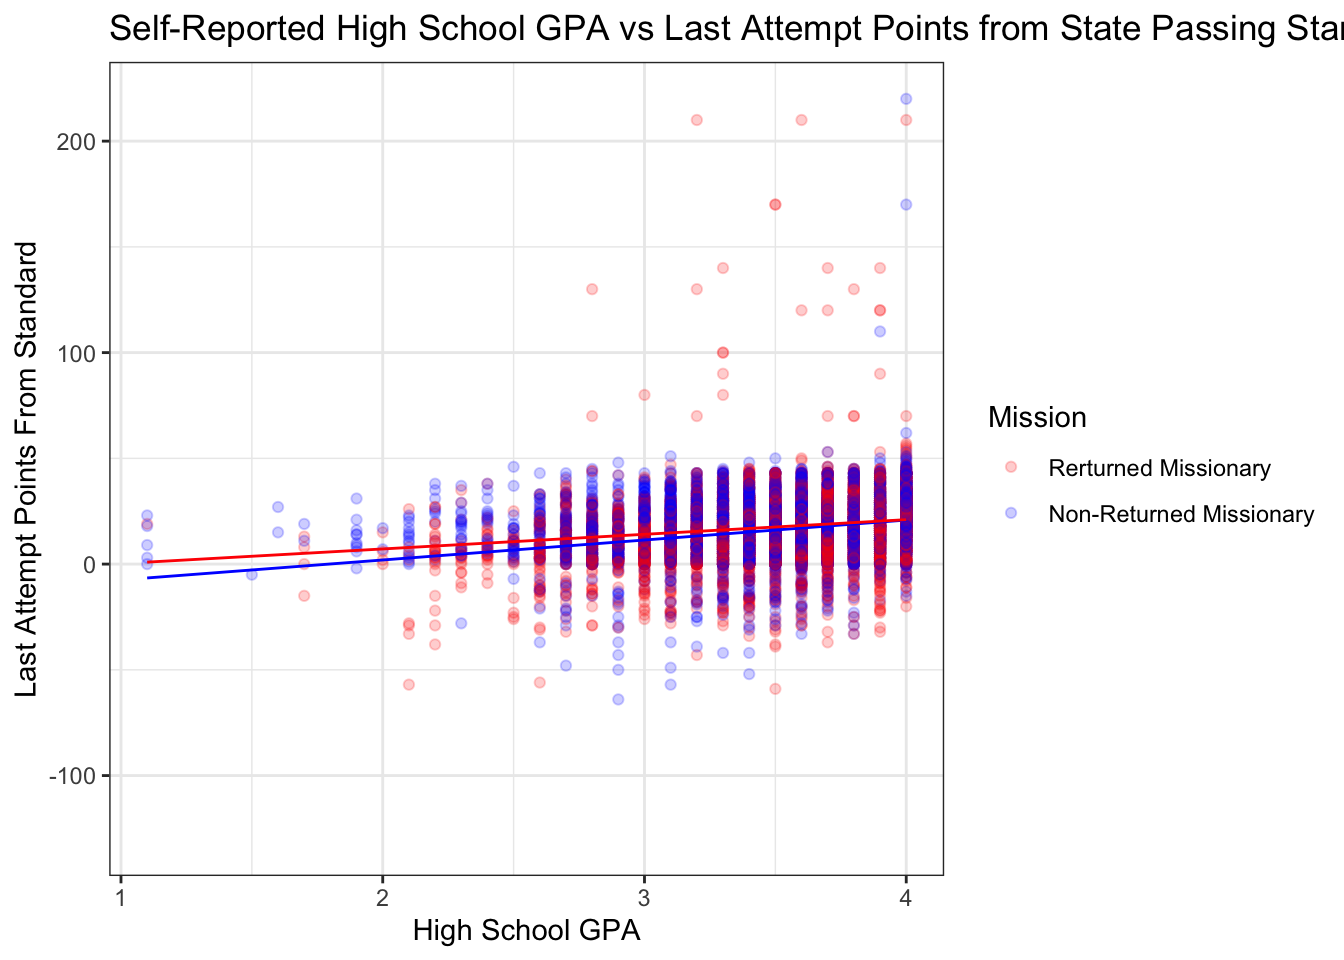 Self-Reported High School GPA vs Last Attempt Points from State Passing
Last Attempt Points From Standard
200
100
0
-100
1 2 3 4
High School GPA
Mission
Rerturned Missionary
Non-Returned Missionary